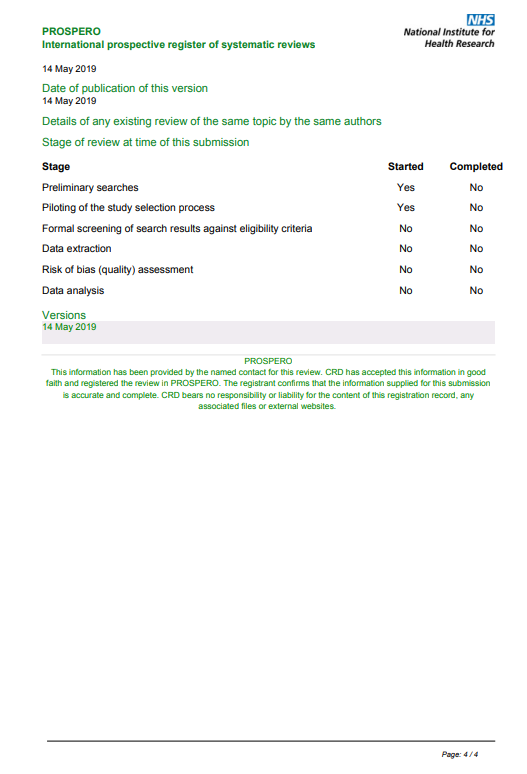 PROSPERO
International prospective register of systematic reviews
NHS
National Institute for
Health Research
14 May 2019
Date of publication of this version
14 May 2019
Details of any existing review of the same topic by the same authors
Stage of review at time of this submission
Stage Started Completed
Preliminary searches Yes No
Piloting of the study selection process Yes No
Formal screening of search results against eligibility criteria No No
Data extraction No No
Risk of bias (quality) assessment No No
Data analysis No No
Versions
14 May 2019
PROSPERO
This information has been provided by the named contact for this review. CRD has accepted this information in good
faith and registered the review in PROSPERO. The registrant confirms that the information supplied for this submission
is accurate and complete. CRD bears no responsibility or liability for the content of this registration record, any
associated files or external websites.
Page: 4 / 4